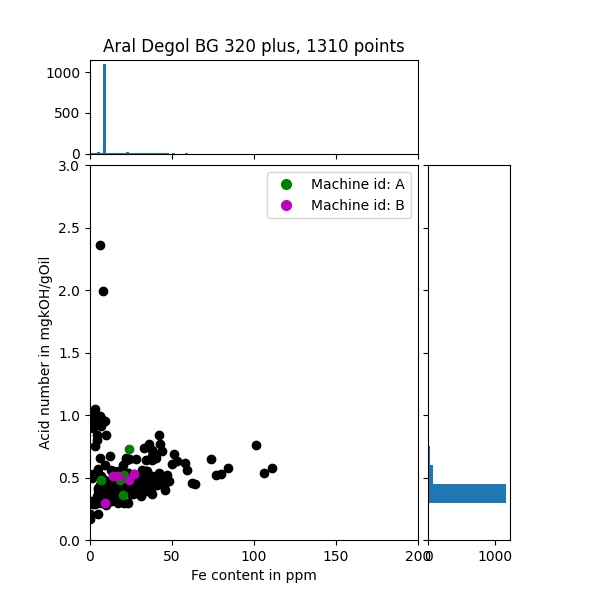 Aral Degol BG 320 plus, 1310 points
1000
500
0
3.0
2.5
2.0
1.5
1.0
0.5
0.0
Acid number in mgkOH/gOil
Machine id: A
Machine id: B
0 50 100 150 200
0 1000
Fe content in ppm